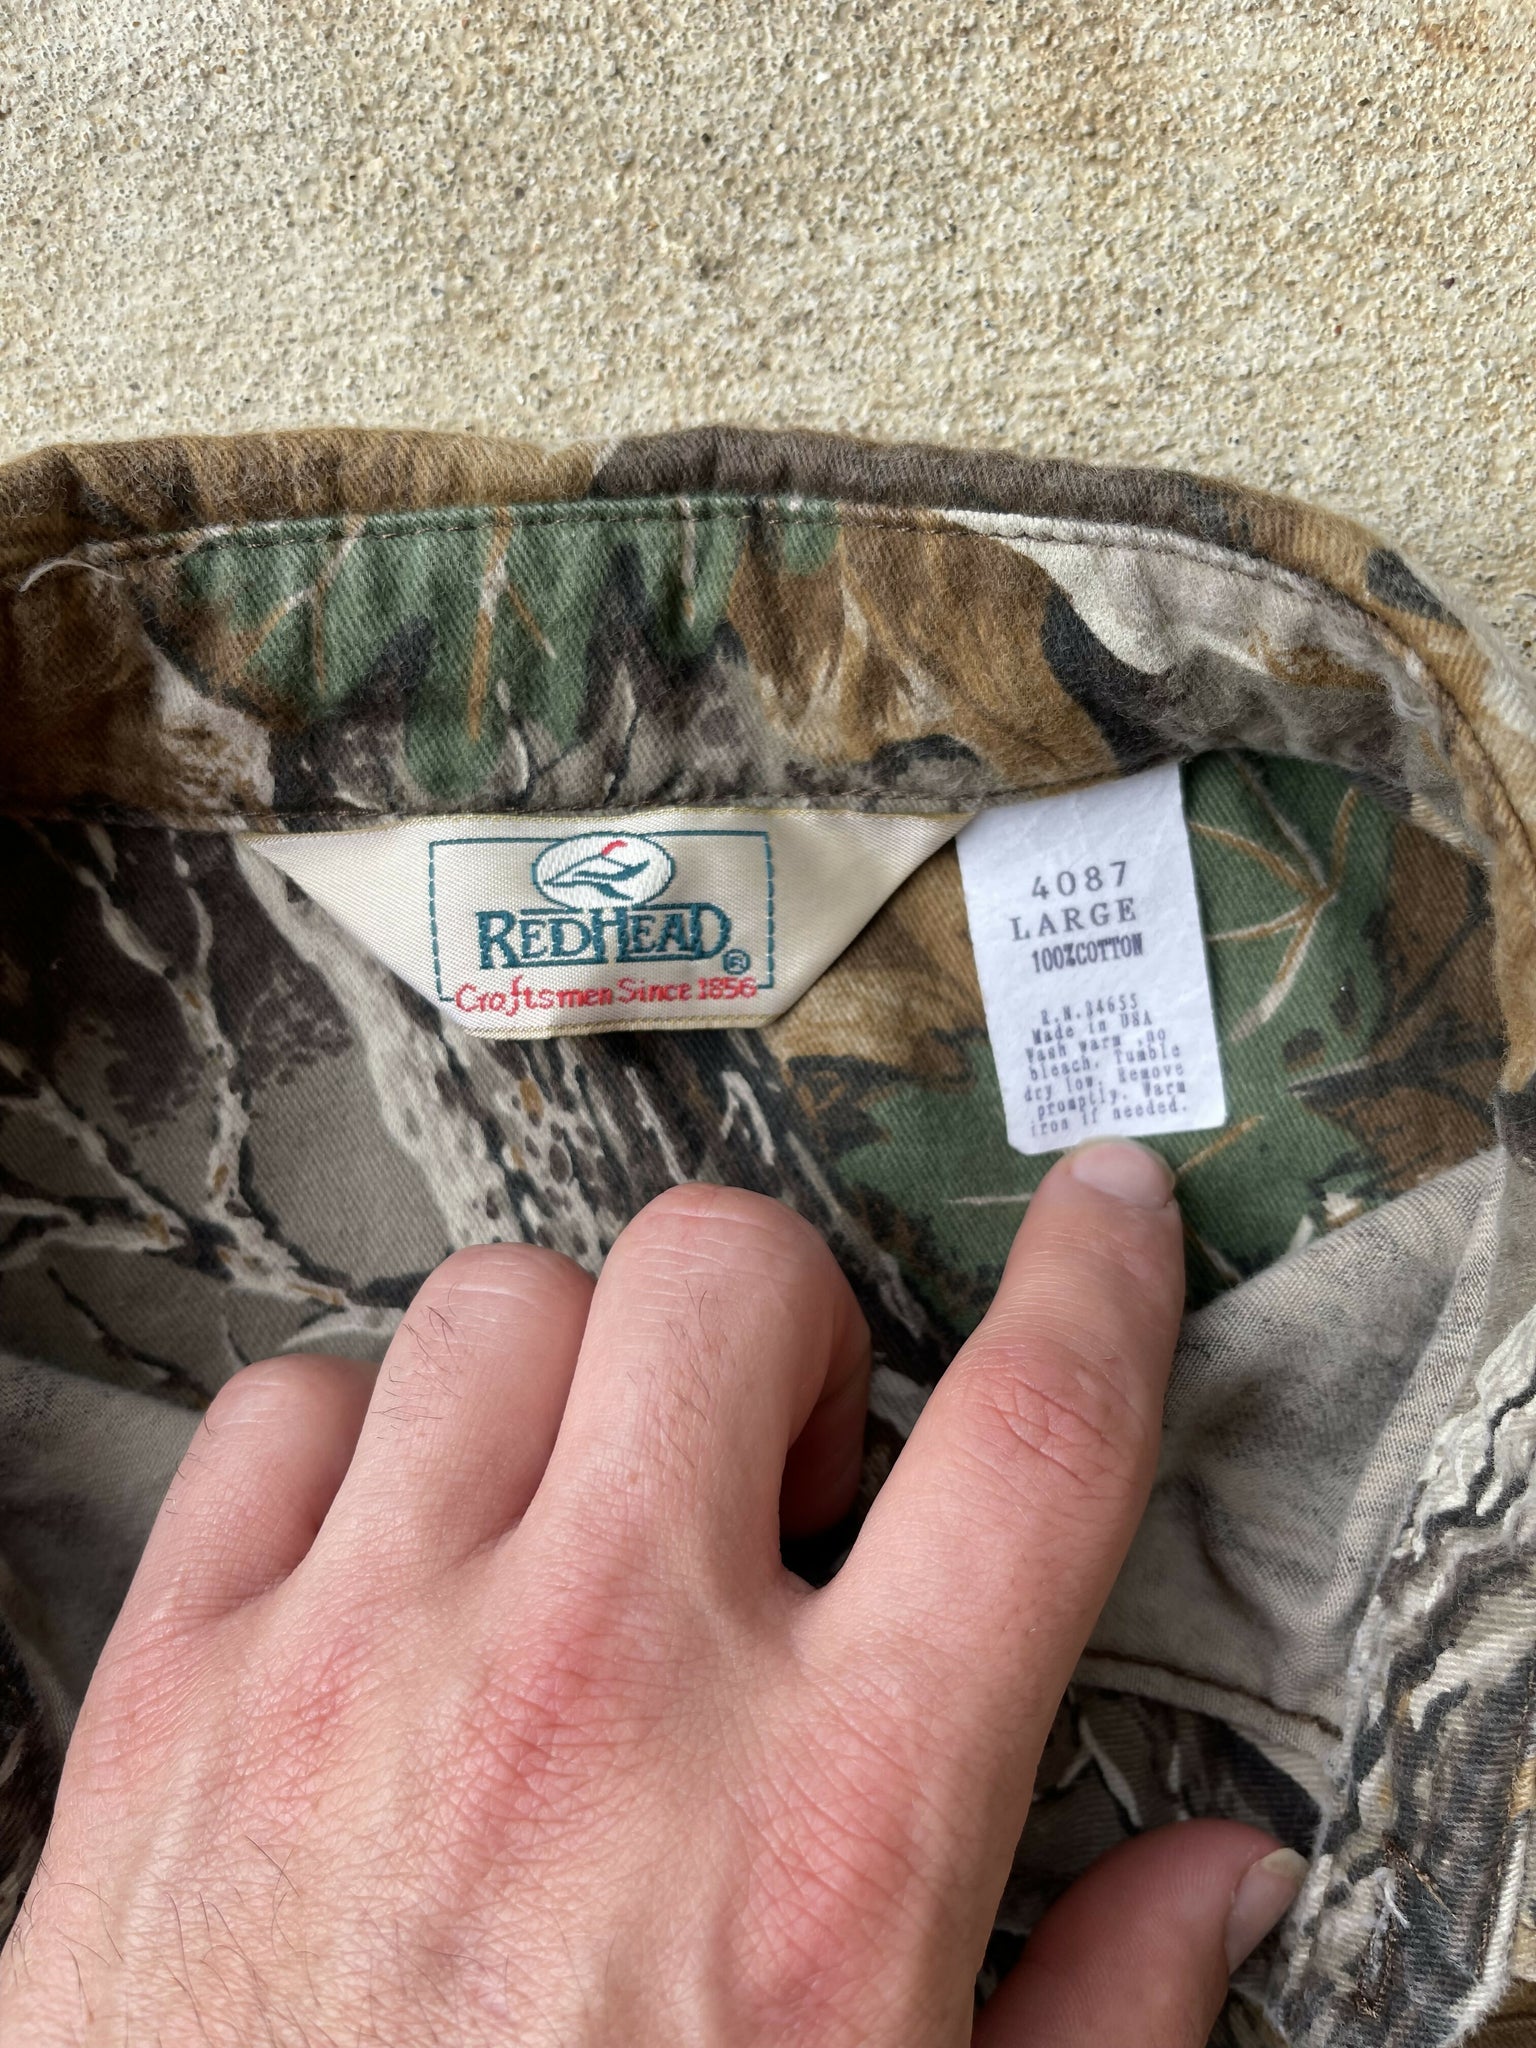 REDHEAD ®
Craftsmen Since 1856
4087
LARGE
100%COTTON
R.N.84655
Made in USA
Wash warm .no
bleach. Tumble
dry low. Remove
promptly. Warm
iron if needed.